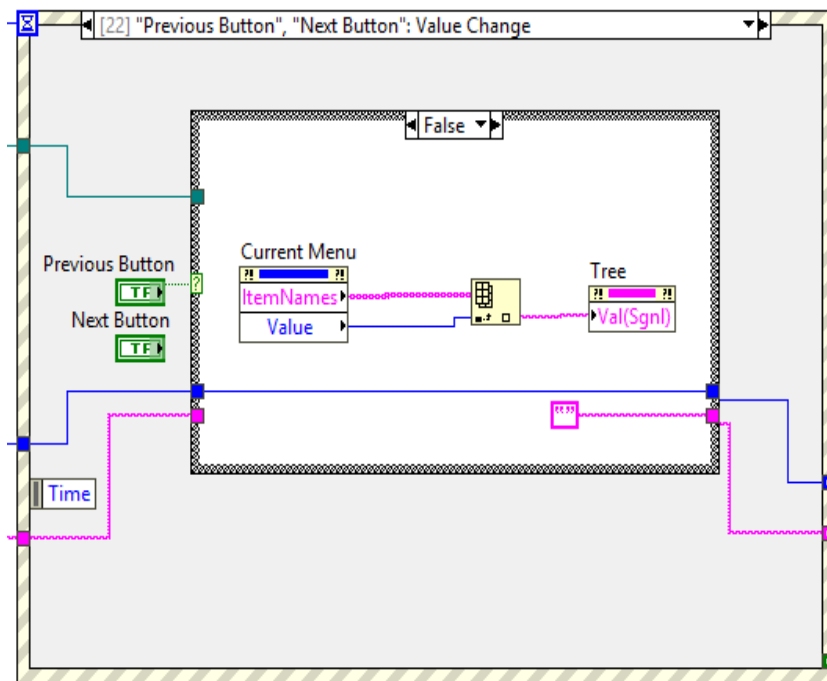 [22] "Previous Button", "Next Button": Value Change
False
Current Menu
Previous Button
?! ?!
ItemNames
Tree
?! ?!
?
TF
Val(Sgnl)
Next Button
Value
TF
""
Time